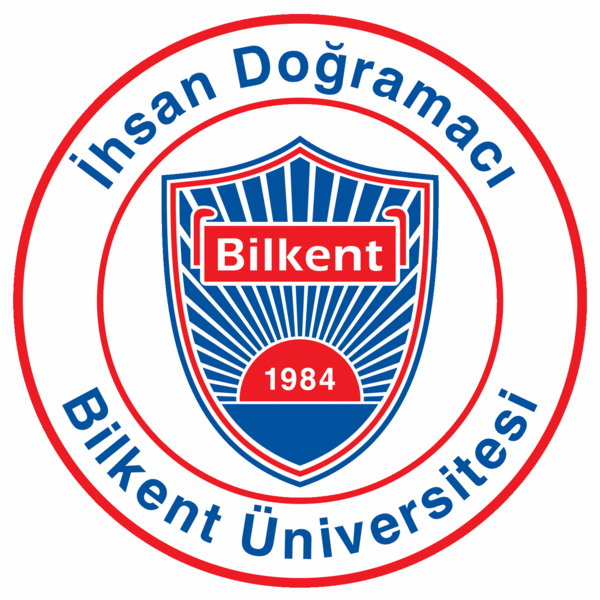 İhsan Doğramacı
Bilkent
1984
Bilkent Üniversitesi